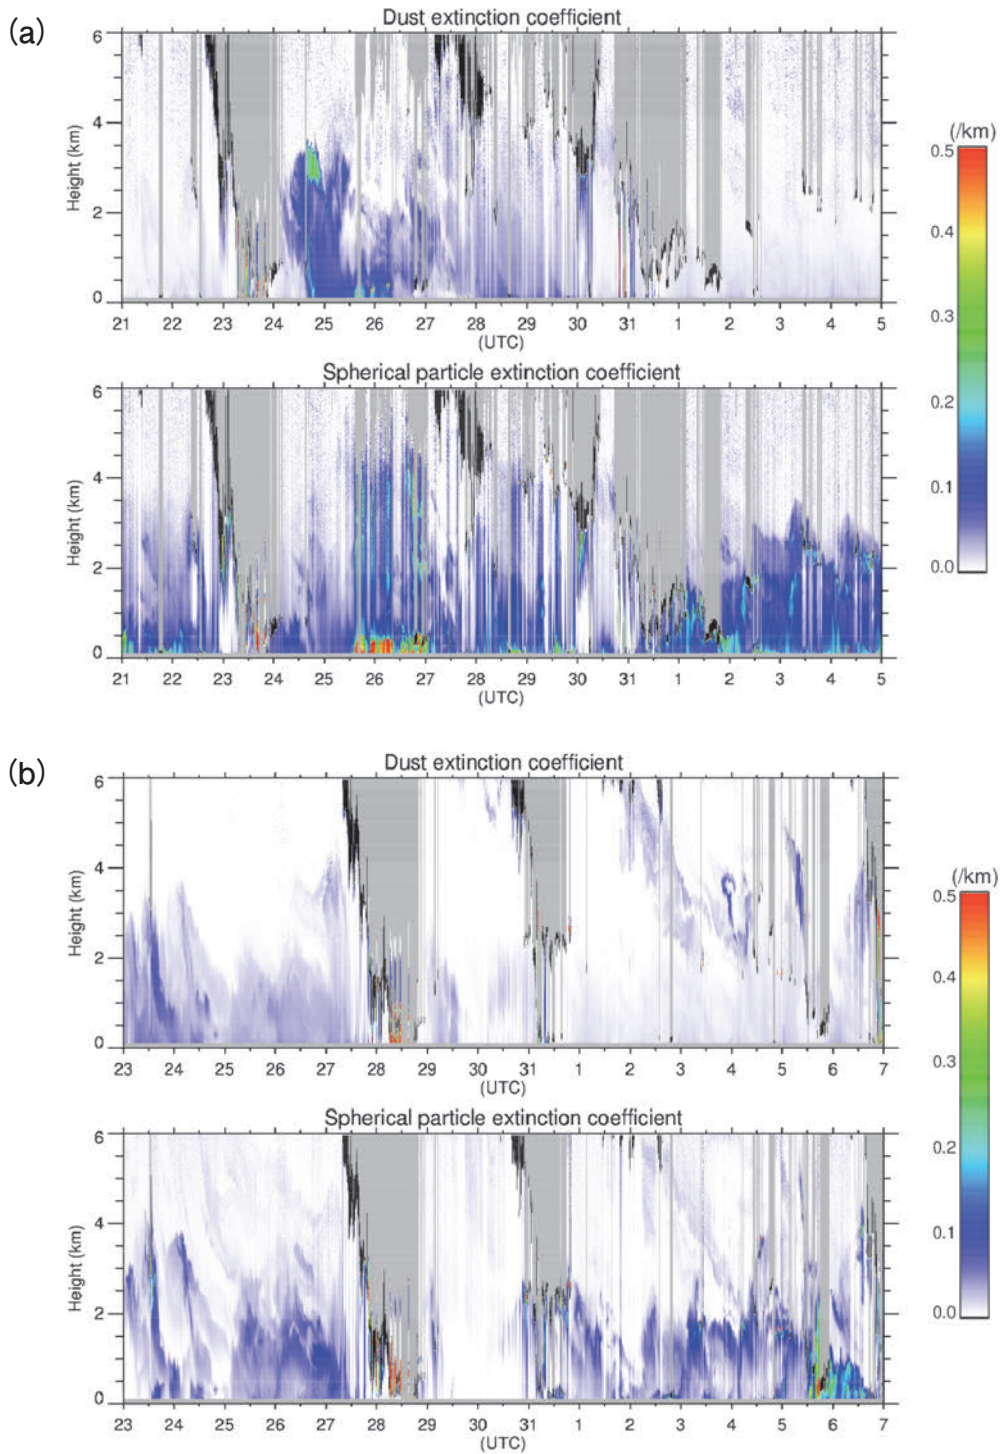 (a)
Dust extinction coefficient
6
4
2
0
Height (km)
21 22 23 24 25 26 27 28 29 30 31 1 2 3 4 5
(UTC)
Spherical particle extinction coefficient
6
4
2
0
Height (km)
21 22 23 24 25 26 27 28 29 30 31 1 2 3 4 5
(UTC)
(/km)
0.5
0.4
0.3
0.2
0.1
0.0
(b)
Dust extinction coefficient
6
4
2
0
Height (km)
23 24 25 26 27 28 29 30 31 1 2 3 4 5 6 7
(UTC)
Spherical particle extinction coefficient
6
4
2
0
Height (km)
23 24 25 26 27 28 29 30 31 1 2 3 4 5 6 7
(UTC)
(/km)
0.5
0.4
0.3
0.2
0.1
0.0